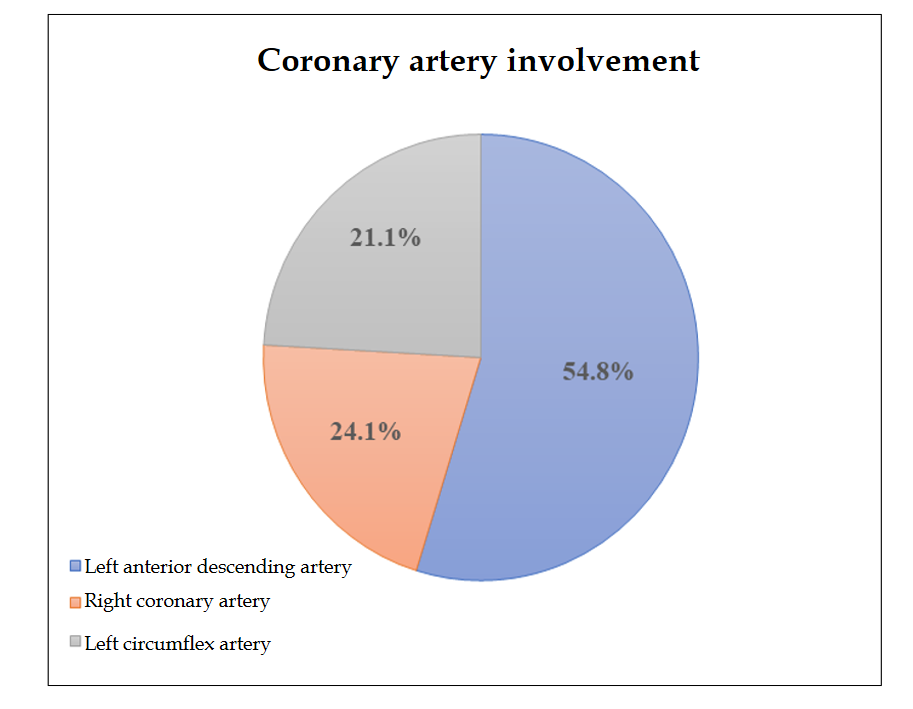 Coronary artery involvement
21.1%
54.8%
24.1%
Left anterior descending artery
Right coronary artery
Left circumflex artery